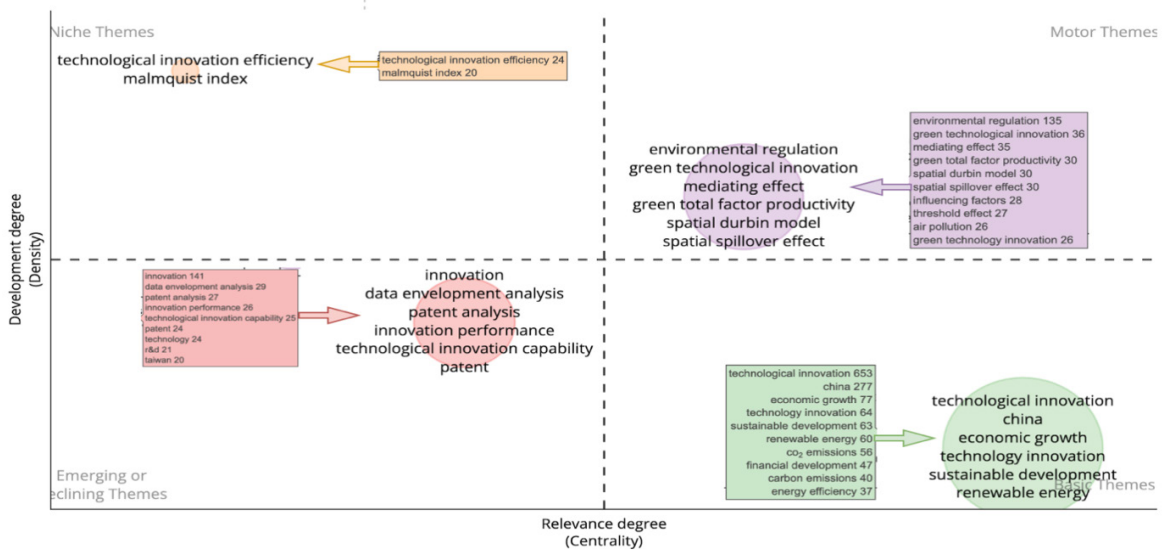 Niche Themes
Motor Themes
technological innovation efficiency
malmquist index
technological innovation efficiency 24
malmquist index 20
environmental regulation
green technological innovation
mediating effect
green total factor productivity
spatial durbin model
spatial spillover effect
environmental regulation 135
green technological innovation 36
mediating effect 35
green total factor productivity 30
spatial durbin model 30
spatial spillover effect 30
influencing factors 28
threshold effect 27
air pollution 26
green technology innovation 26
Development degree
(Density)
innovation 141
data envelopment analysis 29
patent analysis 27
innovation performance 26
technological innovation capability 25
patent 24
technology 24
r&d 21
taiwan 20
innovation
data envelopment analysis
patent analysis
innovation performance
technological innovation capability
patent
technological innovation 653
china 277
economic growth 77
technology innovation 64
sustainable development 63
renewable energy 60
co₂ emissions 56
financial development 47
carbon emissions 40
energy efficiency 37
technological innovation
china
economic growth
technology innovation
sustainable development
renewable energy
Emerging or
eclining Themes
Basic Themes
Relevance degree
(Centrality)